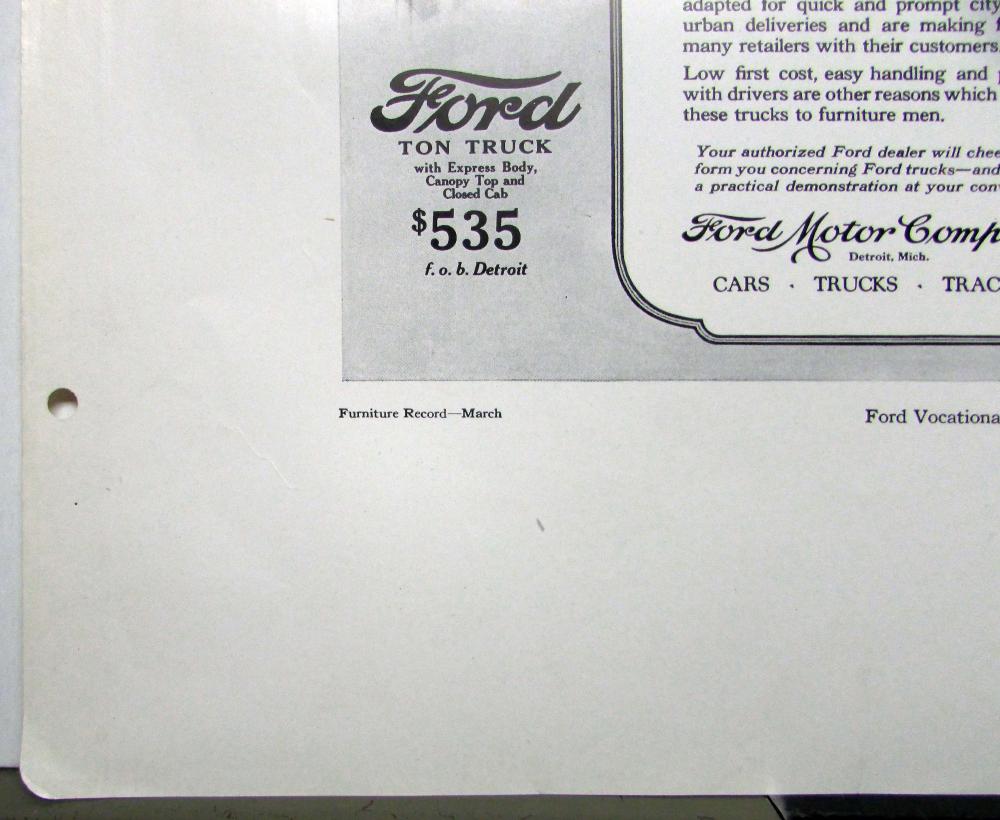 Ford
TON TRUCK
with Express Body,
Canopy Top and
Closed Cab
$535
f. o. b. Detroit
adapted for quick and prompt city
urban deliveries and are making
many retailers with their customers.
Low first cost, easy handling and
with drivers are other reasons which
these trucks to furniture men.
Your authorized Ford dealer will chee
form you concerning Ford trucks—and
a practical demonstration at your con
Ford Motor Comp
Detroit, Mich.
CARS · TRUCKS · TRAC
Furniture Record—March
Ford Vocationa